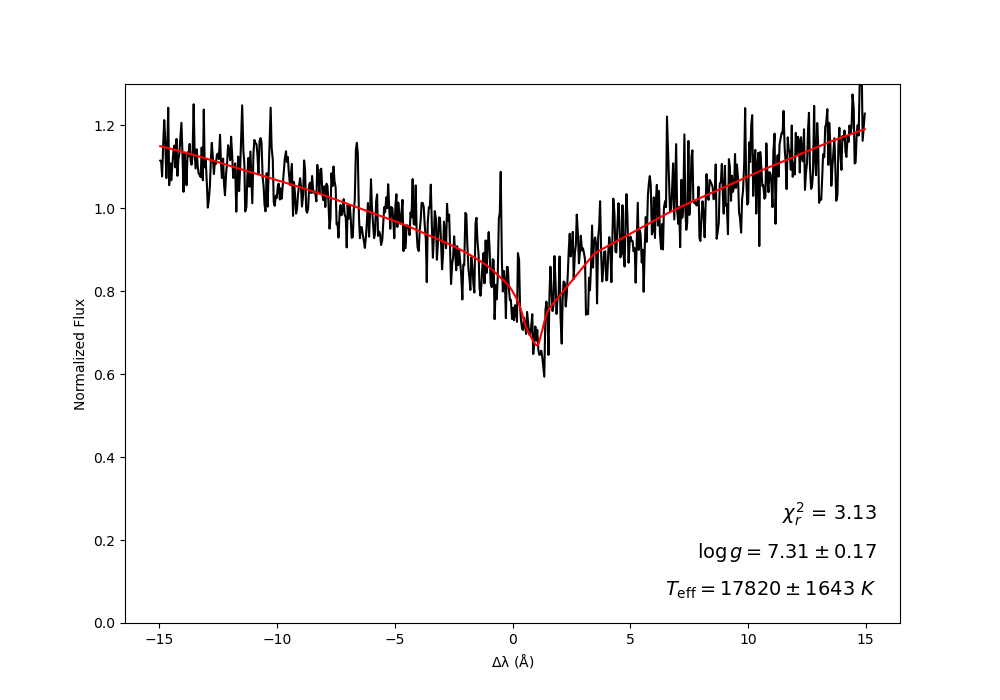 Normalized Flux
1.2
1.0
0.8
0.6
0.4
0.2
0.0
χ²ᵣ = 3.13
log g = 7.31 ± 0.17
T_eff = 17820 ± 1643 K
−15 −10 −5 0 5 10 15
Δλ (Å)